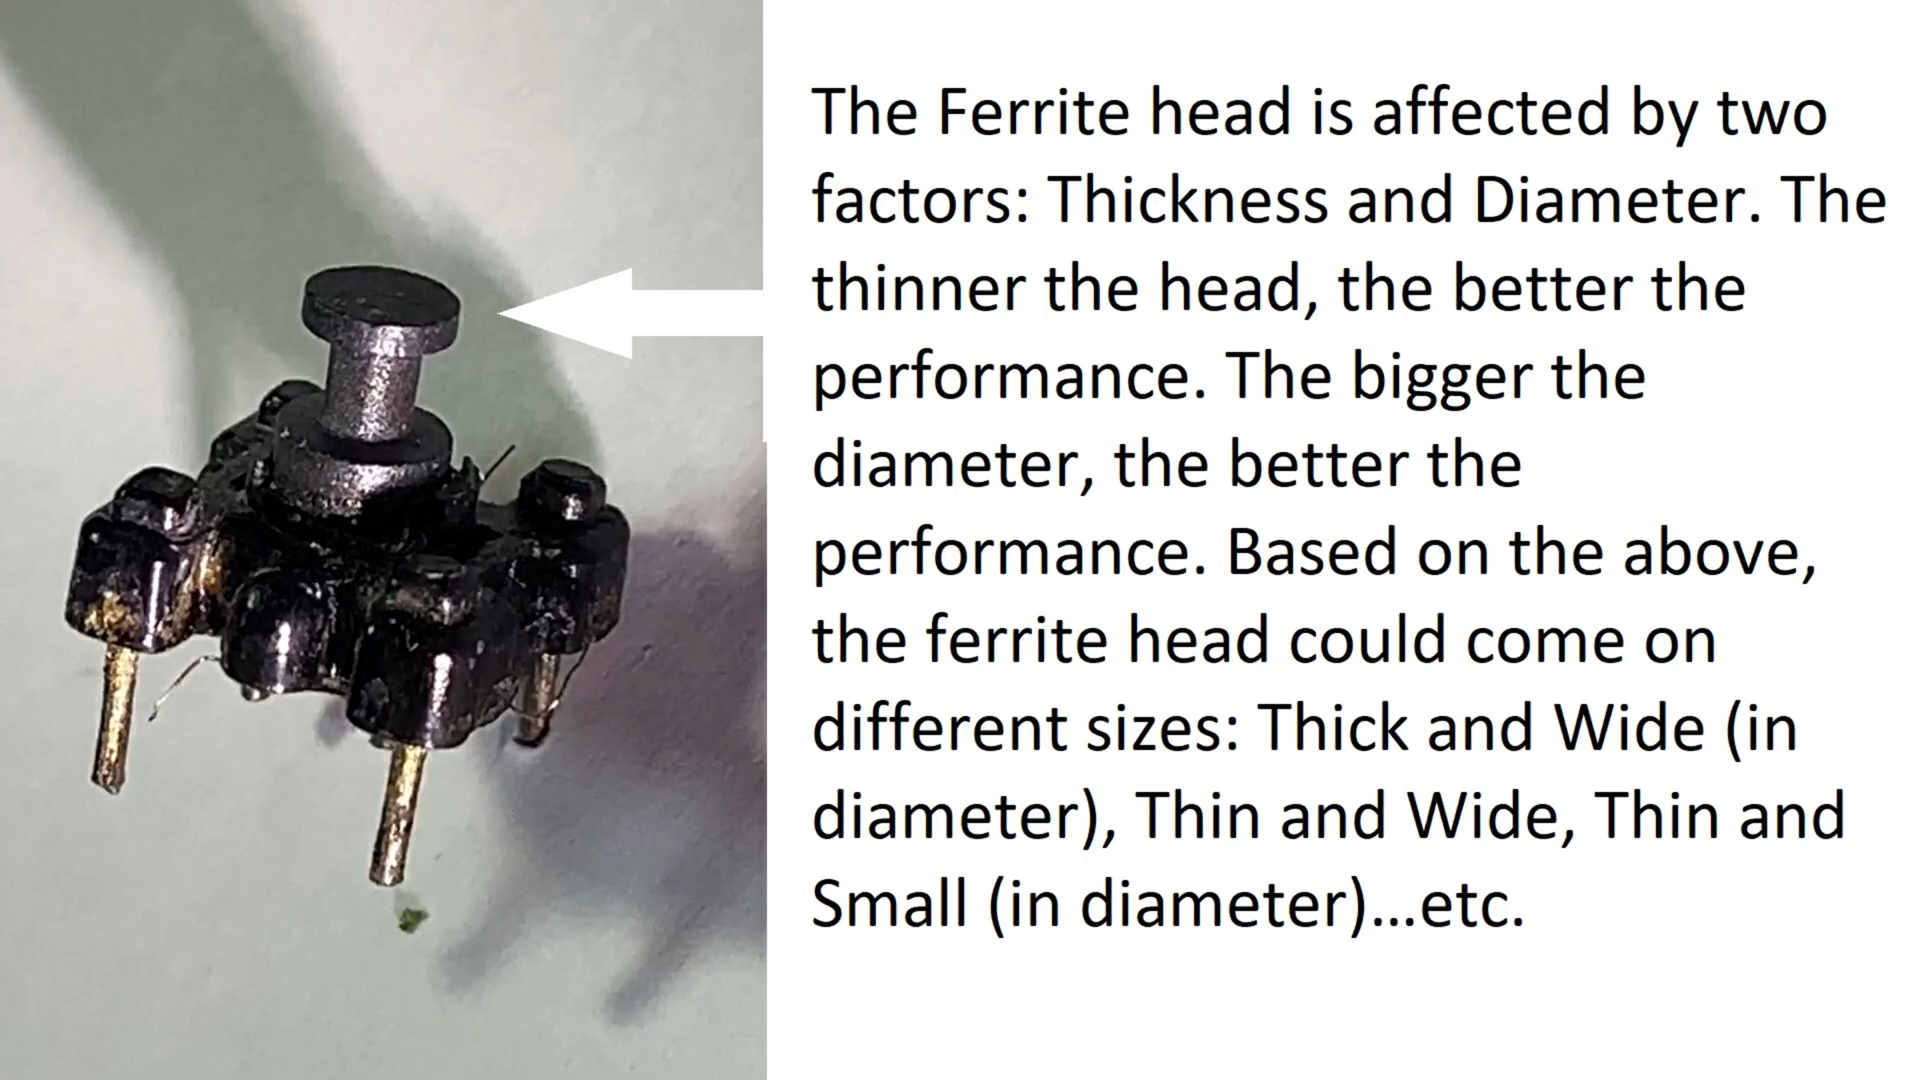 The Ferrite head is affected by two
factors: Thickness and Diameter. The
thinner the head, the better the
performance. The bigger the
diameter, the better the
performance. Based on the above,
the ferrite head could come on
different sizes: Thick and Wide (in
diameter), Thin and Wide, Thin and
Small (in diameter)...etc.